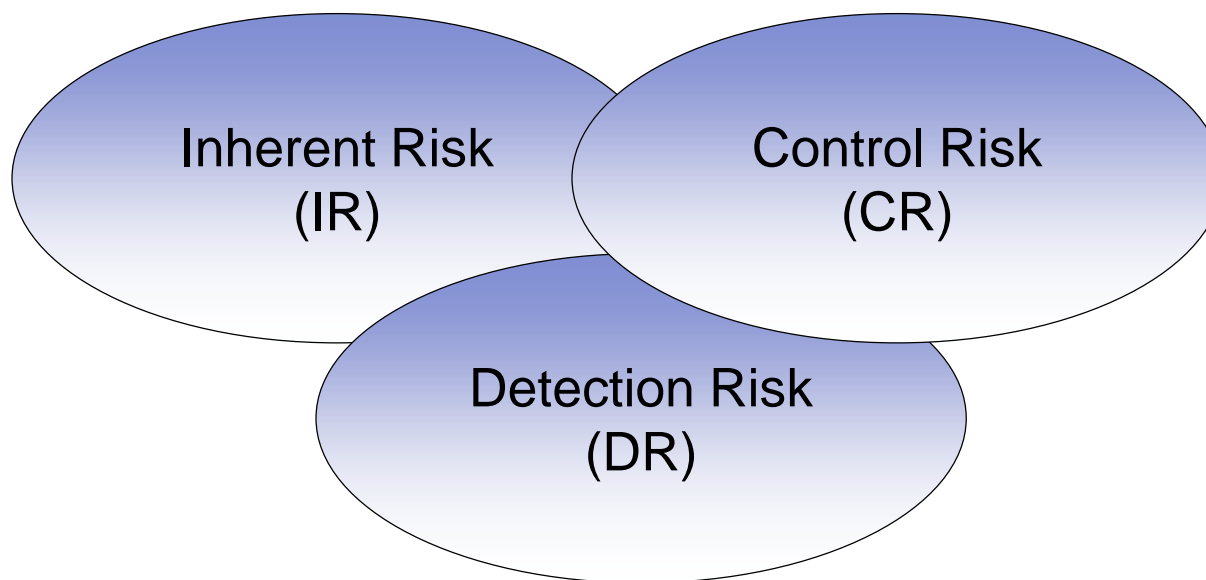 Inherent Risk
(IR)
Control Risk
(CR)
Detection Risk
(DR)